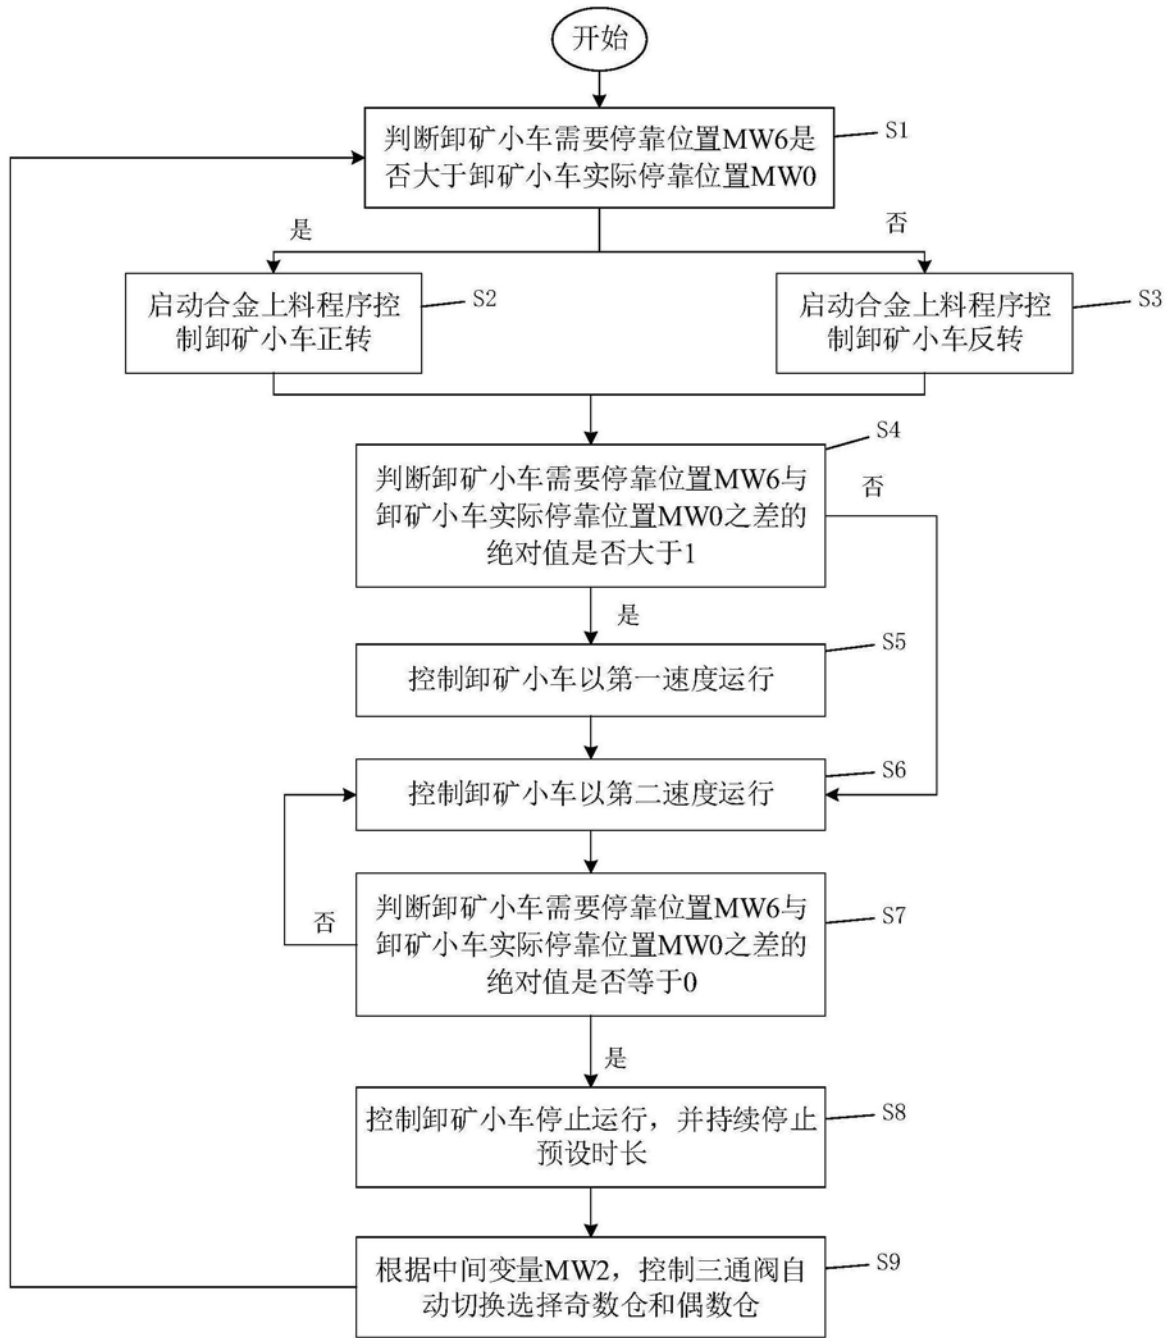 开始
判断卸矿小车需要停靠位置MW6是
否大于卸矿小车实际停靠位置MW0
S1
是
否
启动合金上料程序控
制卸矿小车正转
S2
启动合金上料程序控
制卸矿小车反转
S3
S4
判断卸矿小车需要停靠位置MW6与
卸矿小车实际停靠位置MW0之差的
绝对值是否大于1
否
是
S5
控制卸矿小车以第一速度运行
S6
控制卸矿小车以第二速度运行
判断卸矿小车需要停靠位置MW6与
卸矿小车实际停靠位置MW0之差的
绝对值是否等于0
S7
否
是
控制卸矿小车停止运行，并持续停止
预设时长
S8
根据中间变量MW2，控制三通阀自
动切换选择奇数仓和偶数仓
S9